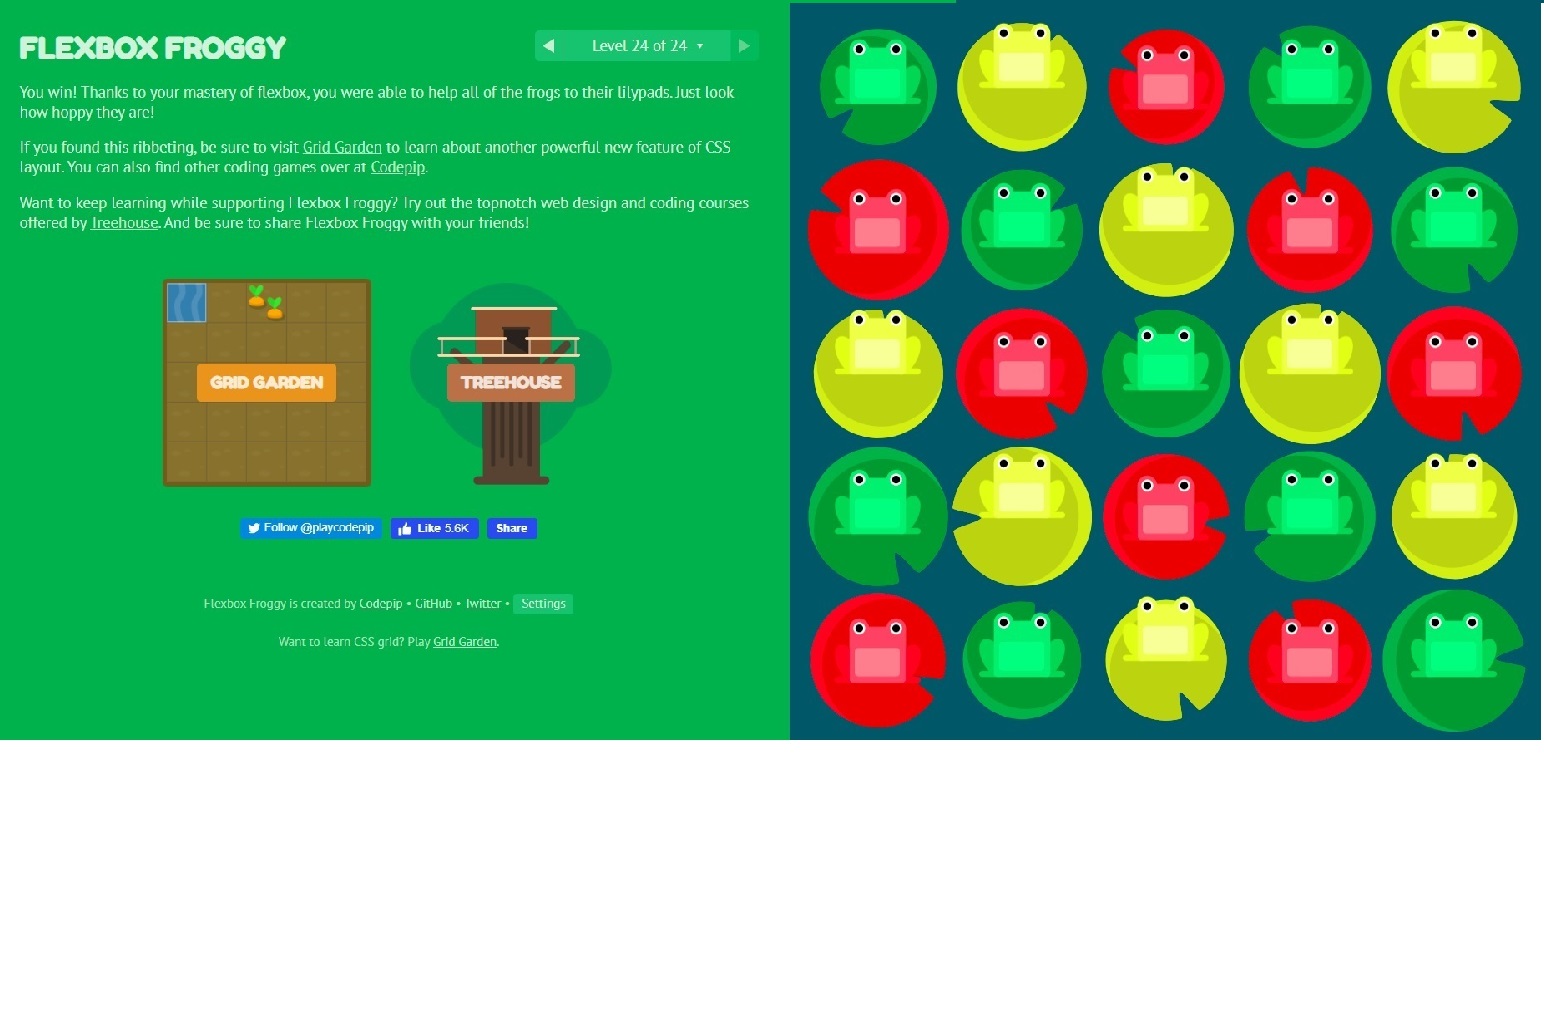 FLEXBOX FROGGY
Level 24 of 24
You win! Thanks to your mastery of flexbox, you were able to help all of the frogs to their lilypads. Just look
how hoppy they are!
If you found this ribbeting, be sure to visit Grid Garden to learn about another powerful new feature of CSS
layout. You can also find other coding games over at Codepip.
Want to keep learning while supporting Flexbox Froggy? Try out the topnotch web design and coding courses
offered by Treehouse. And be sure to share Flexbox Froggy with your friends!
GRID GARDEN
TREEHOUSE
Follow @playcodepip
Like 5.6K
Share
Flexbox Froggy is created by Codepip • GitHub • Twitter • Settings
Want to learn CSS grid? Play Grid Garden.